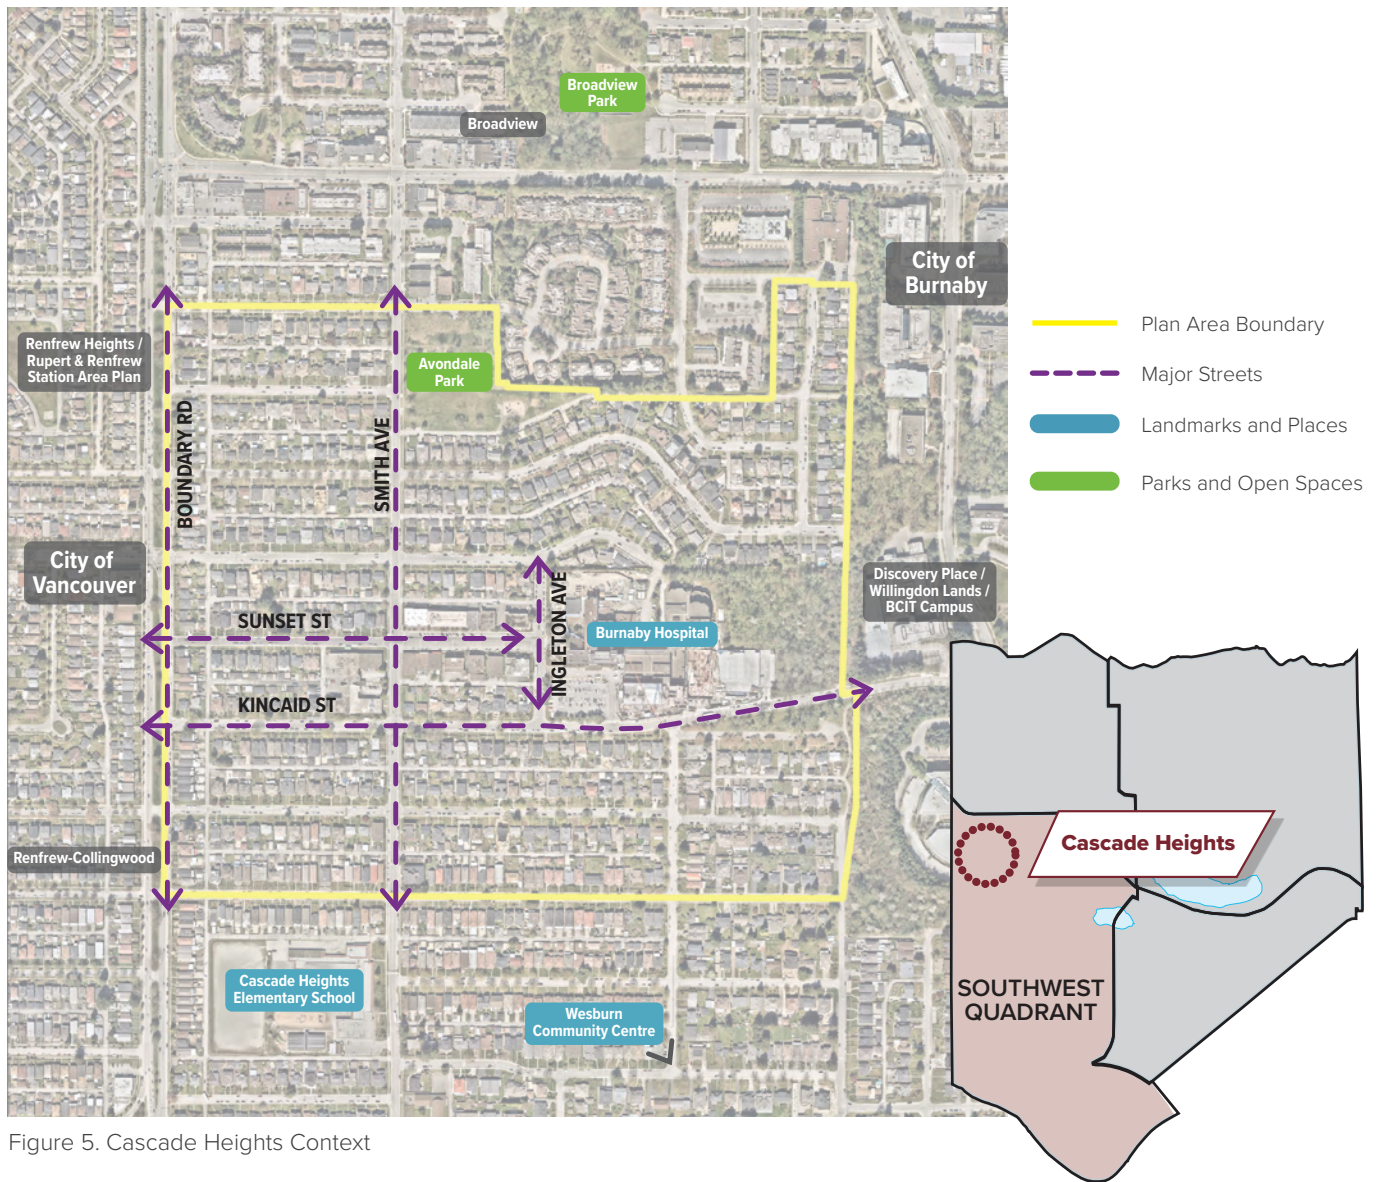 Broadview
Park
Broadview
City of
Burnaby
Renfrew Heights /
Rupert & Renfrew
Station Area Plan
Avondale
Park
BOUNDARY RD
SMITH AVE
City of
Vancouver
Discovery Place /
Willingdon Lands /
BCIT Campus
SUNSET ST
INGLETON AVE
Burnaby Hospital
KINCAID ST
Renfrew-Collingwood
Cascade Heights
Elementary School
Wesburn
Community Centre
Plan Area Boundary
Major Streets
Landmarks and Places
Parks and Open Spaces
Cascade Heights
SOUTHWEST
QUADRANT
Figure 5. Cascade Heights Context